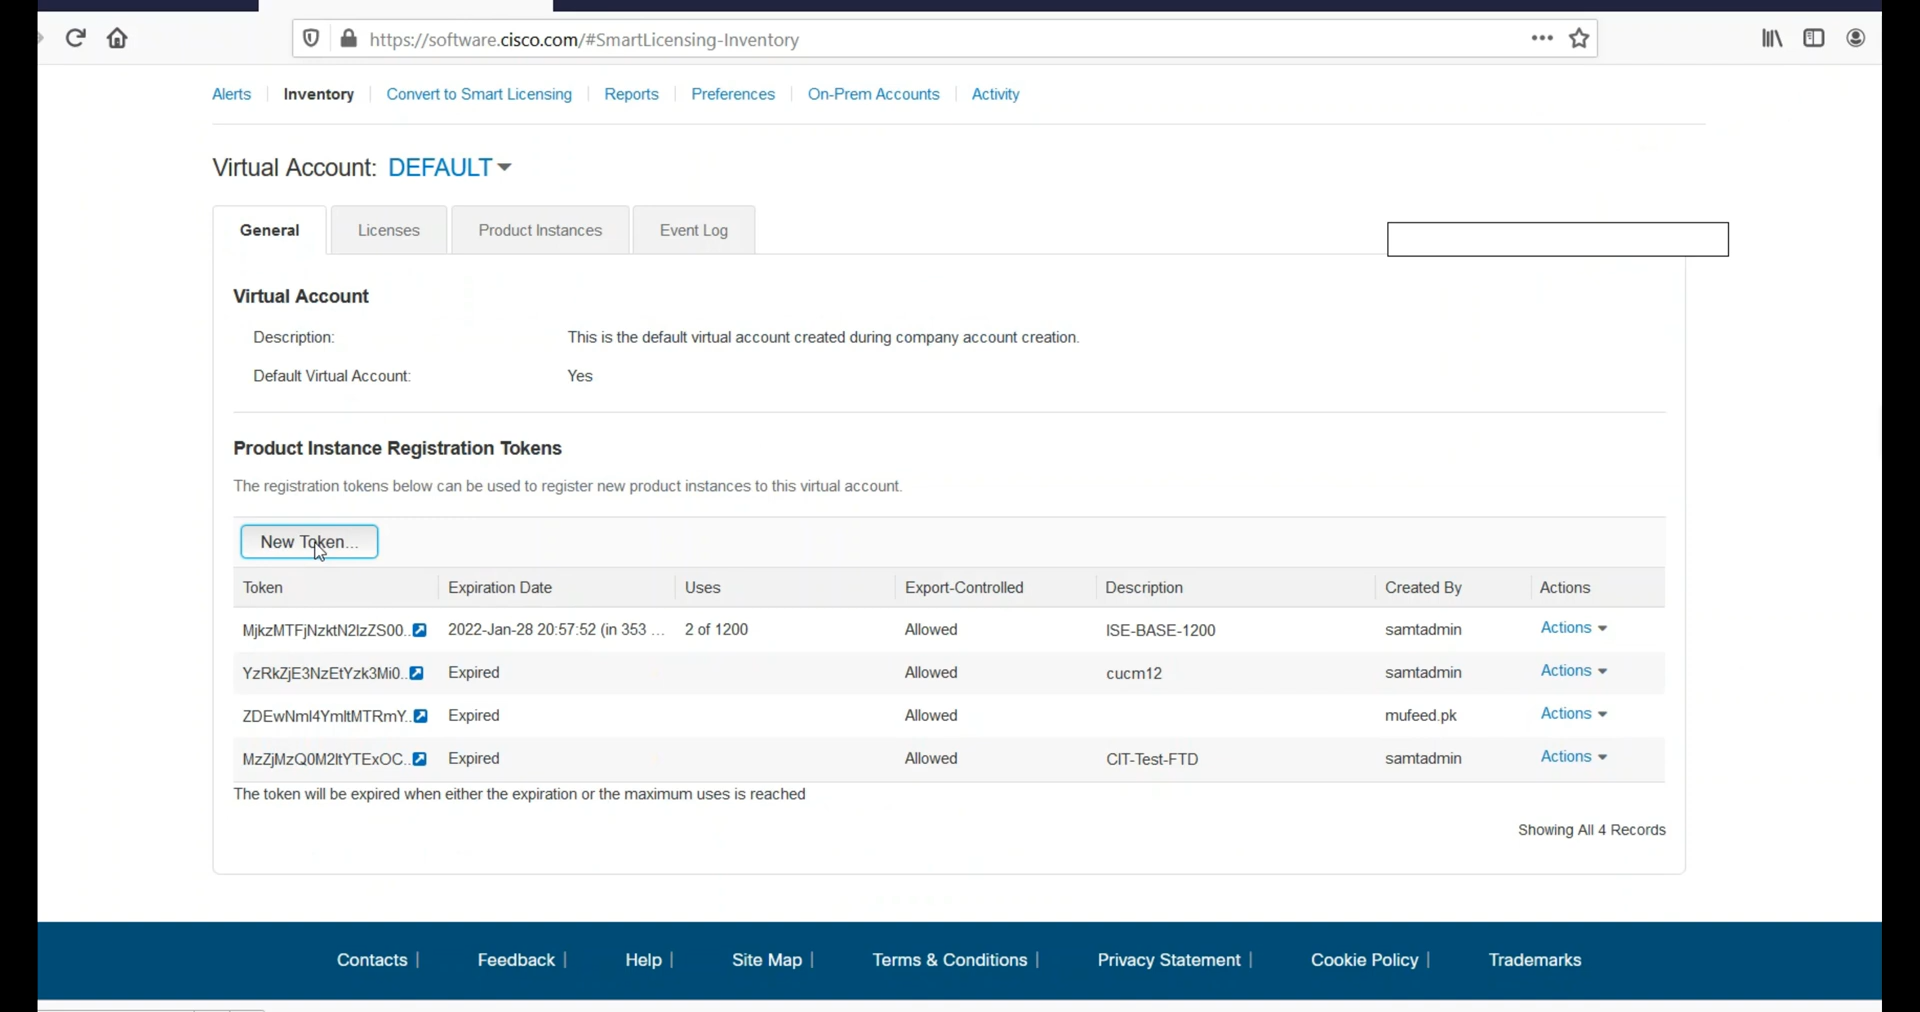 https://software.cisco.com/#SmartLicensing-Inventory
Alerts Inventory Convert to Smart Licensing Reports Preferences On-Prem Accounts Activity
Virtual Account: DEFAULT
General Licenses Product Instances Event Log
Virtual Account
Description: This is the default virtual account created during company account creation.
Default Virtual Account: Yes
Product Instance Registration Tokens
The registration tokens below can be used to register new product instances to this virtual account.
New Token...
Token Expiration Date Uses Export-Controlled Description Created By Actions
MjkzMTFjNzktN2IzZS00.. 2022-Jan-28 20:57:52 (in 353 ... 2 of 1200 Allowed ISE-BASE-1200 samtadmin Actions
YzRkZjE3NzEtYzk3Mi0.. Expired Allowed cucm12 samtadmin Actions
ZDEwNmI4YmItMTRmY.. Expired Allowed mufeed.pk Actions
MzZjMzQ0M2ItYTExOC.. Expired Allowed CIT-Test-FTD samtadmin Actions
The token will be expired when either the expiration or the maximum uses is reached
Showing All 4 Records
Contacts | Feedback | Help | Site Map | Terms & Conditions | Privacy Statement | Cookie Policy | Trademarks